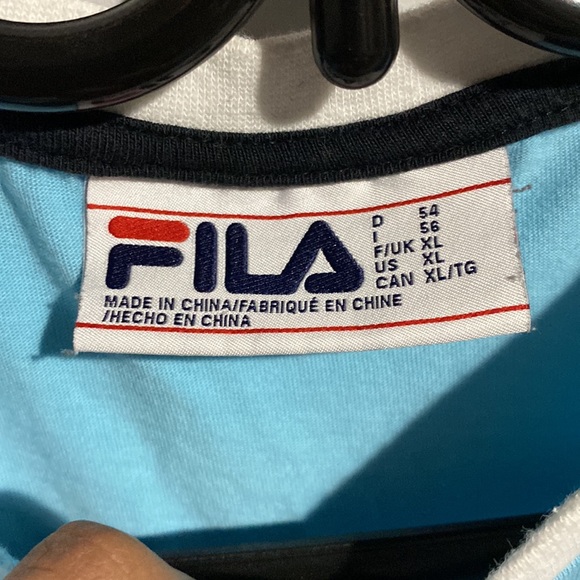 FILA
D 54
I 56
F/UK XL
US XL
CAN XL/TG
MADE IN CHINA/FABRIQUÉ EN CHINE
/HECHO EN CHINA